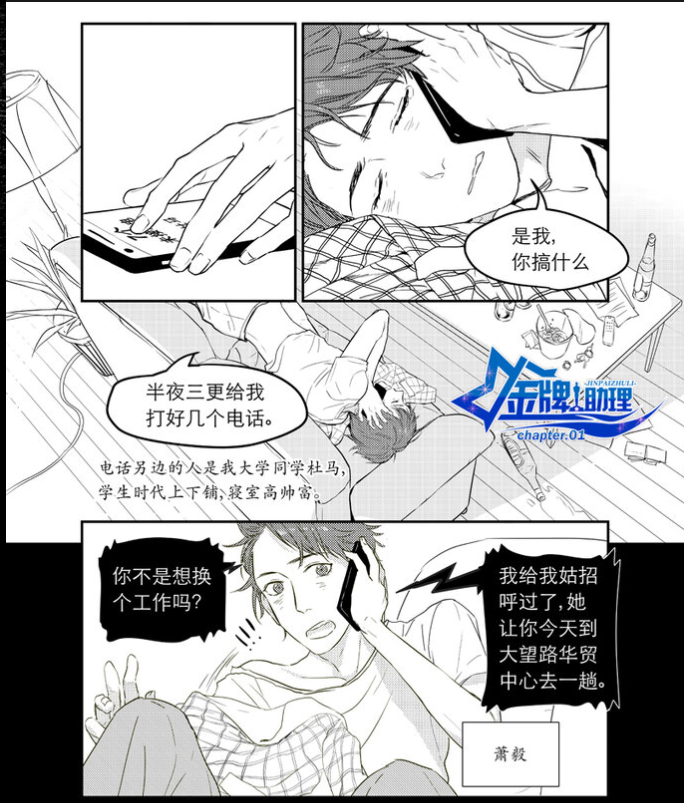 是我,
你搞什么
半夜三更给我
打好几个电话。
金牌助理
JINPAIZHULI
chapter.01
电话另边的人是我大学同学杜马,
学生时代上下铺,寝室高帅富。
你不是想换
个工作吗?
我给我姑招
呼过了,她
让你今天到
大望路华贸
中心去一趟。
萧毅